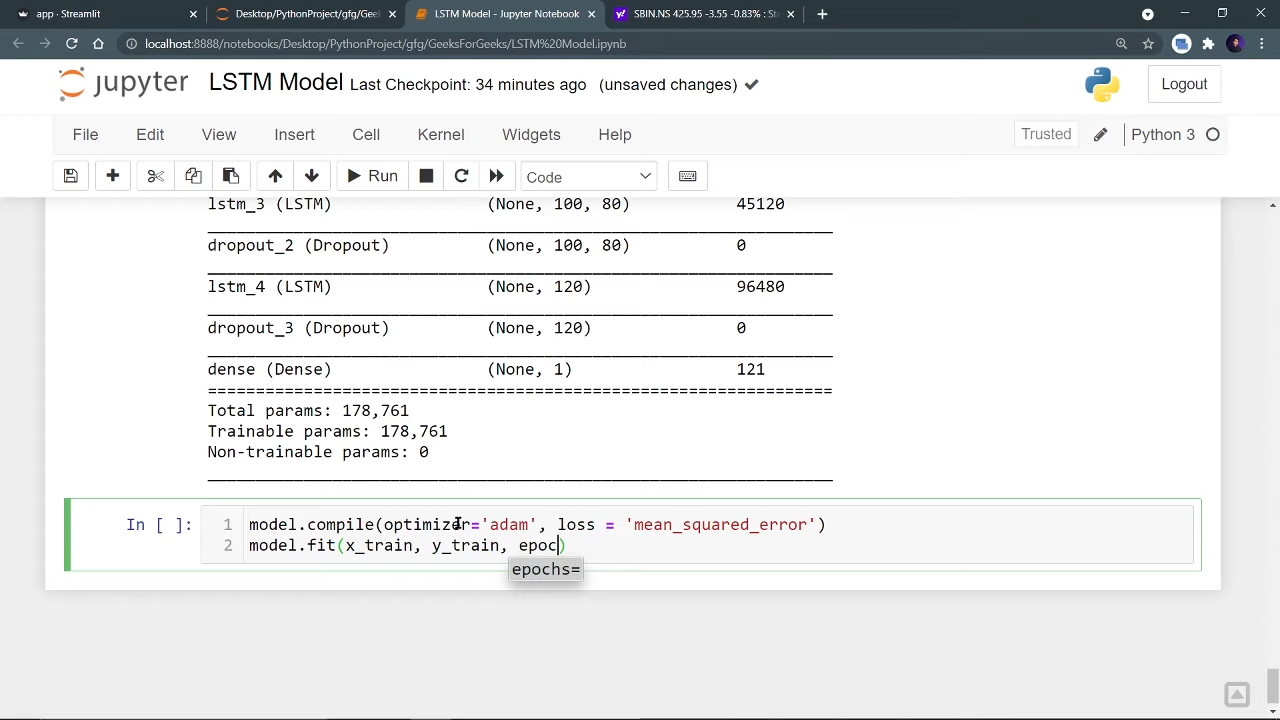 app · Streamlit
Desktop/PythonProject/gfg/Geek
LSTM Model - Jupyter Notebook
SBIN.NS 425.95 -3.55 -0.83% : St
localhost:8888/notebooks/Desktop/PythonProject/gfg/GeeksForGeeks/LSTM%20Model.ipynb
jupyter LSTM Model Last Checkpoint: 34 minutes ago (unsaved changes) Logout
File Edit View Insert Cell Kernel Widgets Help Trusted Python 3
Run Code
lstm_3 (LSTM) (None, 100, 80) 45120
dropout_2 (Dropout) (None, 100, 80) 0
lstm_4 (LSTM) (None, 120) 96480
dropout_3 (Dropout) (None, 120) 0
dense (Dense) (None, 1) 121
=================================================================
Total params: 178,761
Trainable params: 178,761
Non-trainable params: 0
In [ ]: 1 model.compile(optimizer='adam', loss = 'mean_squared_error')
2 model.fit(x_train, y_train, epoc)
epochs=